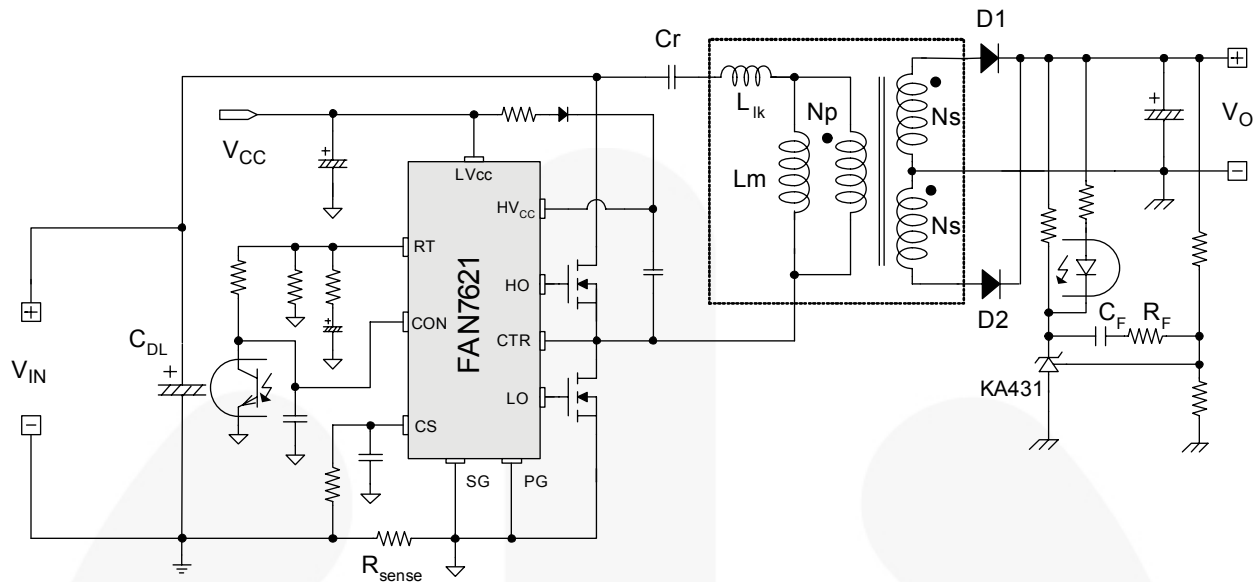 D1
Cr
L_lk
Np
Ns
V_O
V_CC
LVcc
Lm
HV_CC
Ns
RT
HO
FAN7621
CON
CTR
D2
C_F
R_F
C_DL
V_IN
LO
KA431
CS
SG
PG
R_sense